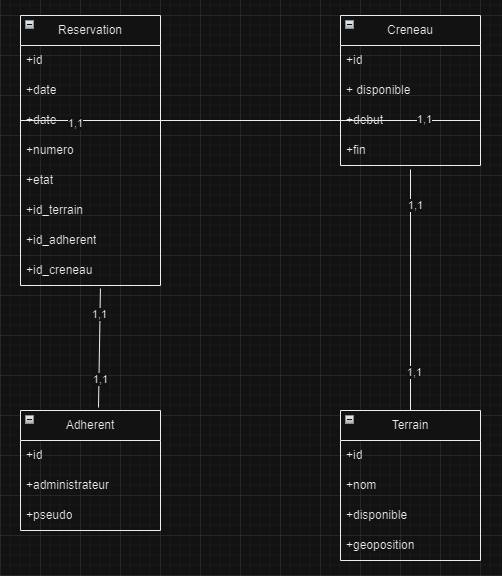 Reservation
+id
+date
+date
+numero
+etat
+id_terrain
+id_adherent
+id_creneau
Creneau
+id
+ disponible
+debut
+fin
1,1
1,1
1,1
1,1
1,1
1,1
Adherent
+id
+administrateur
+pseudo
Terrain
+id
+nom
+disponible
+geoposition